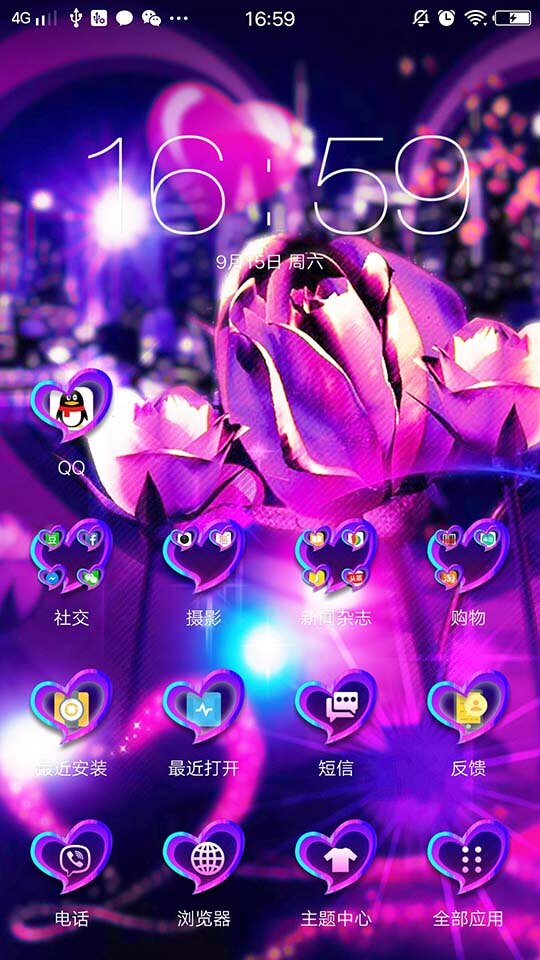 4G 16:59
16:59
9月15日 周六
QQ
社交 摄影 新闻杂志 购物
最近安装 最近打开 短信 反馈
电话 浏览器 主题中心 全部应用